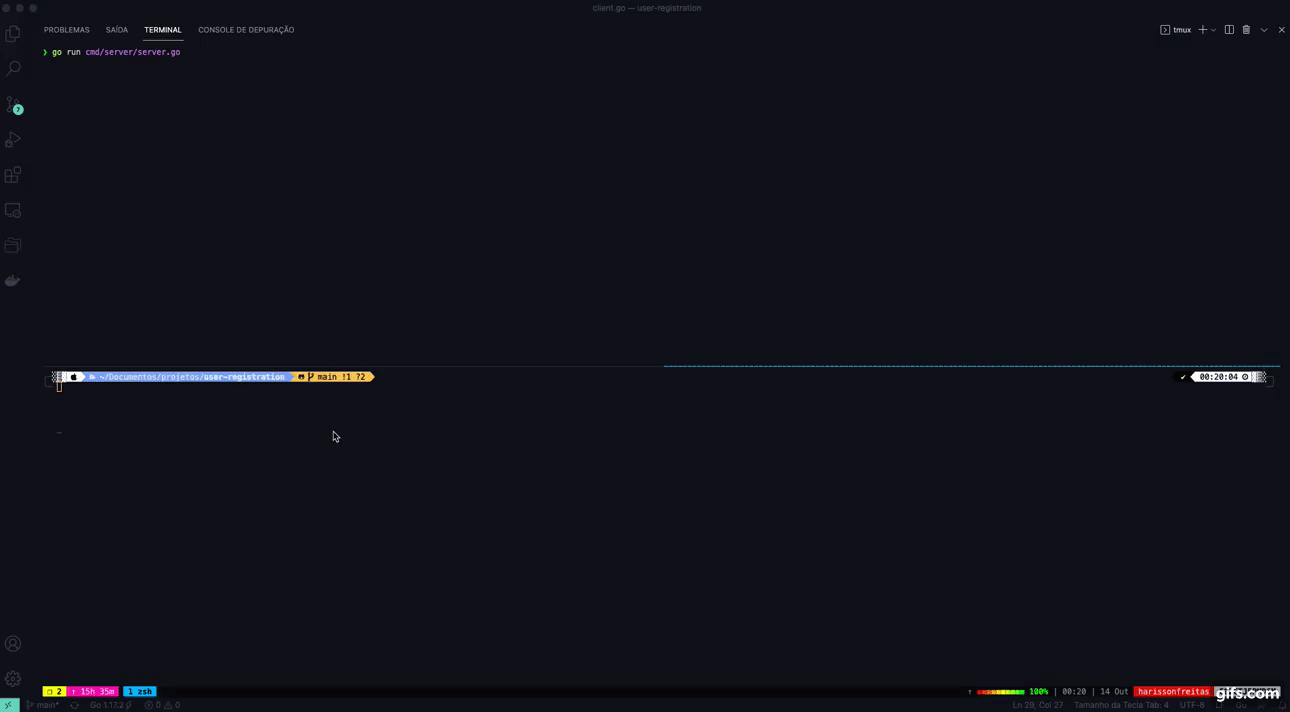 client.go — user-registration
PROBLEMAS SAÍDA TERMINAL CONSOLE DE DEPURAÇÃO tmux
❯ go run cmd/server/server.go
7
~/Documentos/projetos/user-registration main !1 ?2 ✔ 00:20:04
2 ↑ 15h 35m 1 zsh ↑ 100% | 00:20 | 14 Out harissonfreitas
gifs.com
main* Go 1.17.2 0 0 Ln 29, Col 27 Tamanho da Tecla Tab: 4 UTF-8 Go